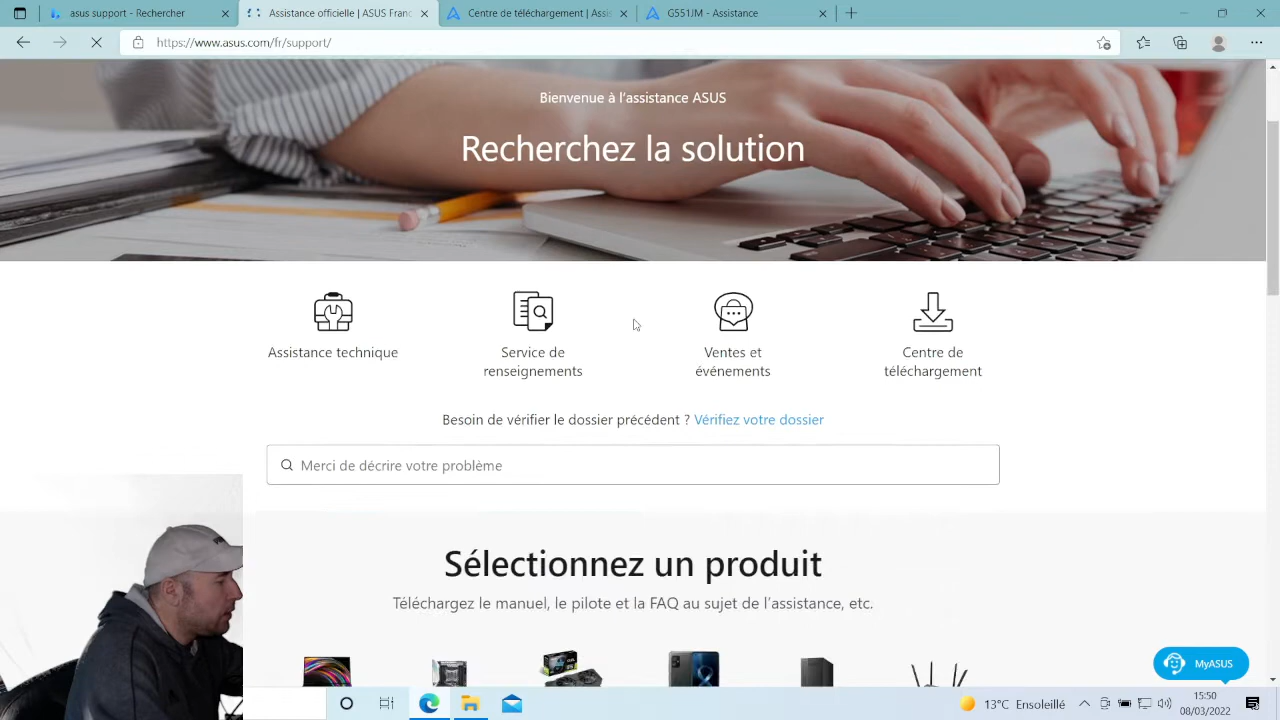 asus support - Rechercher
Assistance officielle | ASUS Franc
Centre de téléchargement | Assis
G551JM - Assistance
https://www.asus.com/fr/support/
Bienvenue à l'assistance ASUS
Recherchez la solution
Assistance technique
Service de
renseignements
Ventes et
événements
Centre de
téléchargement
Besoin de vérifier le dossier précédent ? Vérifiez votre dossier
Merci de décrire votre problème
Sélectionnez un produit
Téléchargez le manuel, le pilote et la FAQ au sujet de l'assistance, etc.
MyASUS
13°C Ensoleillé
15:50
08/03/2022